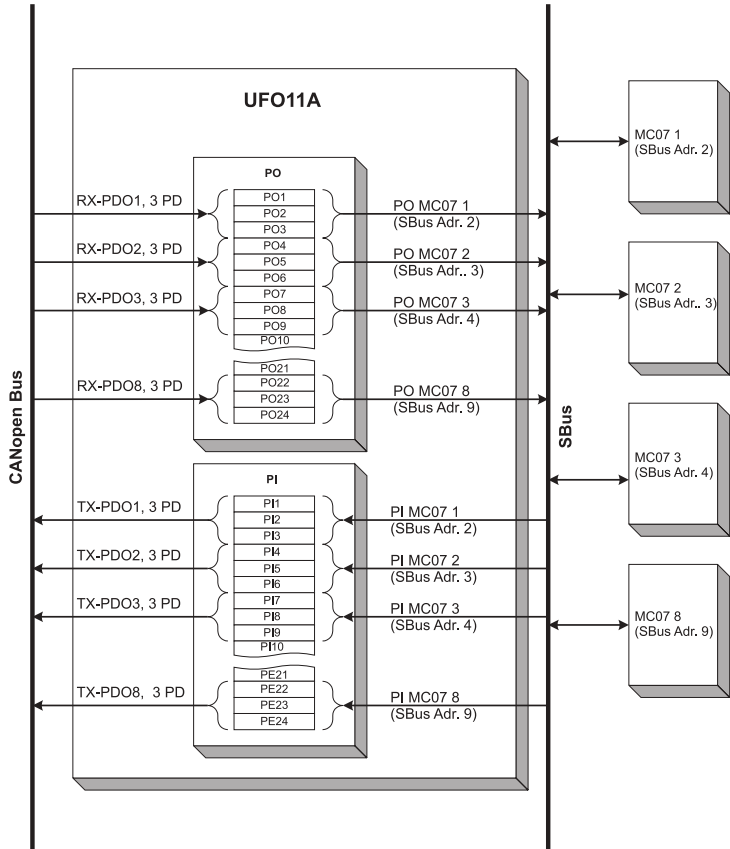 UFO11A
PO
RX-PDO1, 3 PD
PO1
PO2
PO3
PO MC07 1
(SBus Adr. 2)
RX-PDO2, 3 PD
PO4
PO5
PO6
PO MC07 2
(SBus Adr.. 3)
RX-PDO3, 3 PD
PO7
PO8
PO9
PO10
PO MC07 3
(SBus Adr. 4)
RX-PDO8, 3 PD
PO21
PO22
PO23
PO24
PO MC07 8
(SBus Adr. 9)
CANopen Bus
SBus
PI
TX-PDO1, 3 PD
PI1
PI2
PI3
PI MC07 1
(SBus Adr. 2)
TX-PDO2, 3 PD
PI4
PI5
PI6
PI MC07 2
(SBus Adr. 3)
TX-PDO3, 3 PD
PI7
PI8
PI9
PI10
PI MC07 3
(SBus Adr. 4)
TX-PDO8, 3 PD
PE21
PE22
PE23
PE24
PI MC07 8
(SBus Adr. 9)
MC07 1
(SBus Adr. 2)
MC07 2
(SBus Adr.. 3)
MC07 3
(SBus Adr. 4)
MC07 8
(SBus Adr. 9)